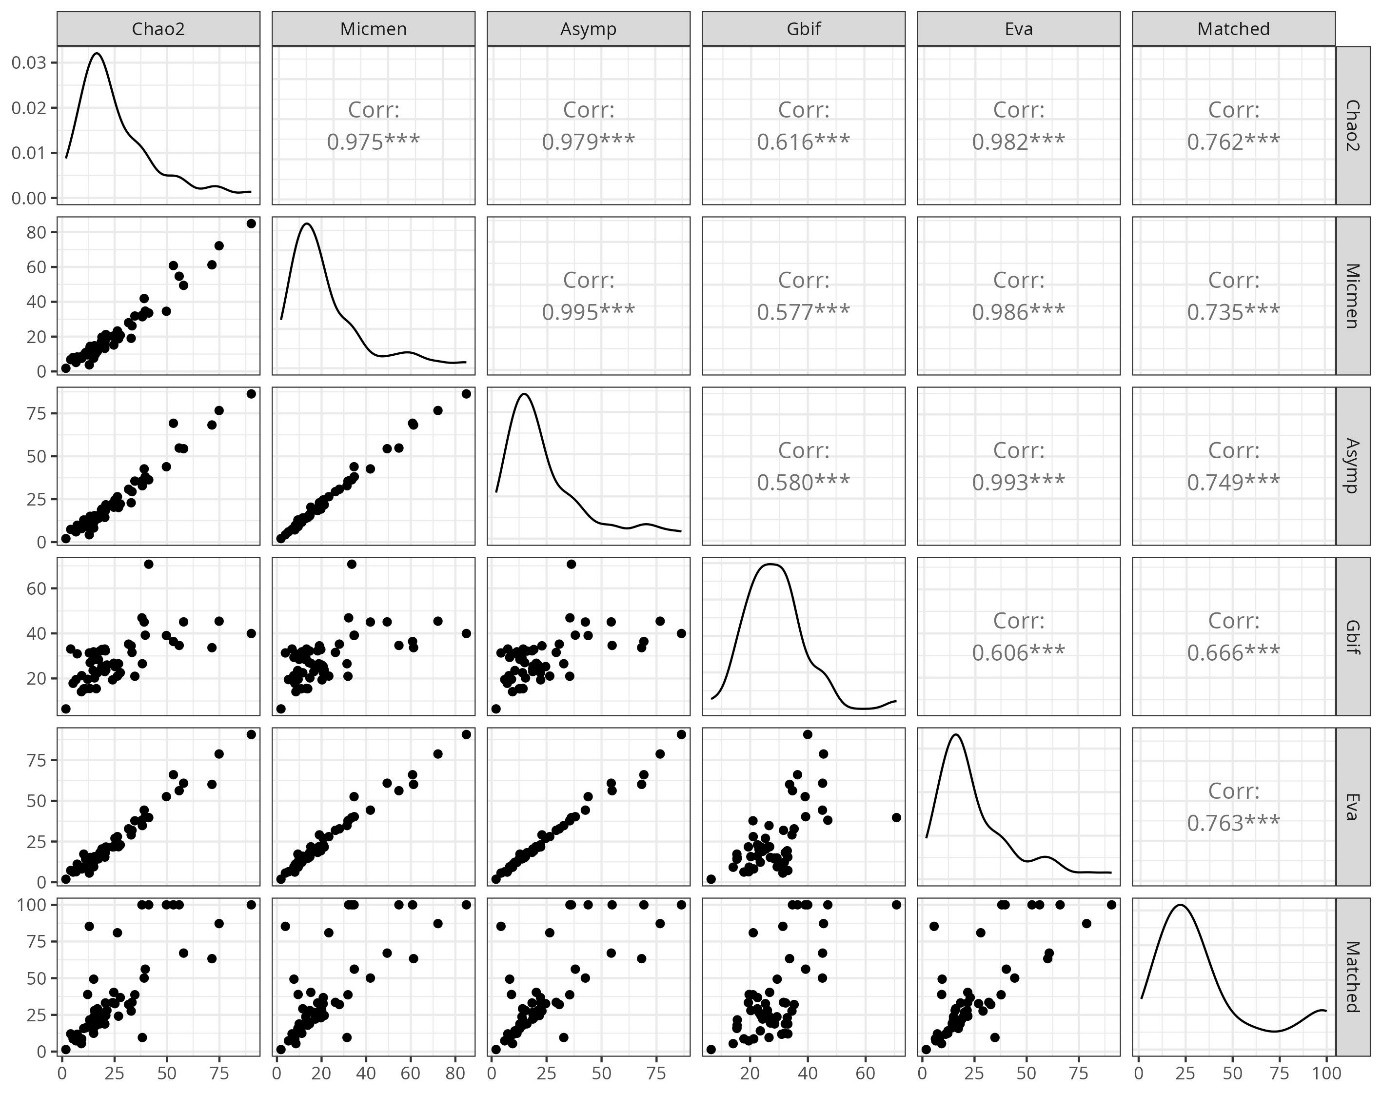 Chao2 Micmen Asymp Gbif Eva Matched
0.03
0.02
0.01
0.00
Corr:
0.975***
Corr:
0.979***
Corr:
0.616***
Corr:
0.982***
Corr:
0.762***
Chao2
80
60
40
20
0
Corr:
0.995***
Corr:
0.577***
Corr:
0.986***
Corr:
0.735***
Micmen
75
50
25
0
Corr:
0.580***
Corr:
0.993***
Corr:
0.749***
Asymp
60
40
20
Corr:
0.606***
Corr:
0.666***
Gbif
75
50
25
0
Corr:
0.763***
Eva
100
75
50
25
0
Matched
0 25 50 75 0 20 40 60 80 0 25 50 75 20 40 60 0 25 50 75 0 25 50 75 100